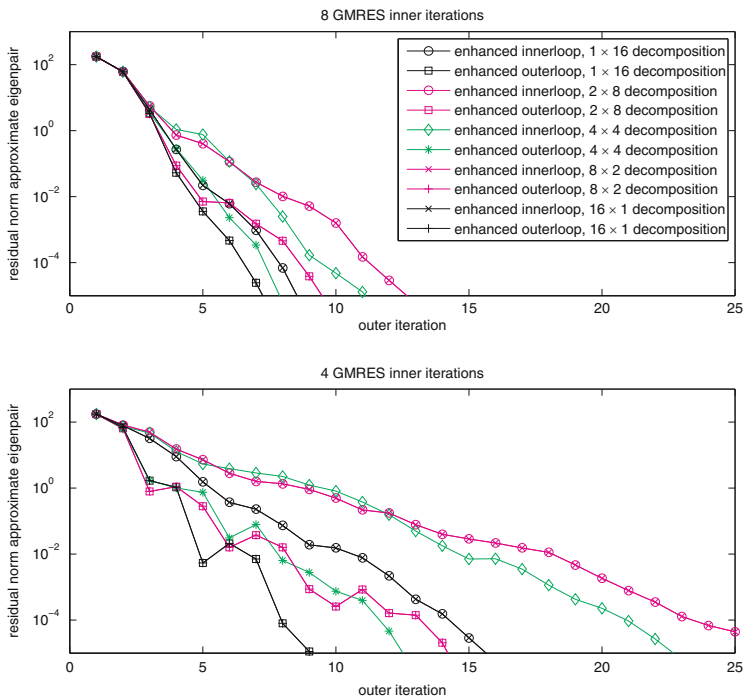 8 GMRES inner iterations
residual norm approximate eigenpair
10^2
10^0
10^−2
10^−4
enhanced innerloop, 1 × 16 decomposition
enhanced outerloop, 1 × 16 decomposition
enhanced innerloop, 2 × 8 decomposition
enhanced outerloop, 2 × 8 decomposition
enhanced innerloop, 4 × 4 decomposition
enhanced outerloop, 4 × 4 decomposition
enhanced innerloop, 8 × 2 decomposition
enhanced outerloop, 8 × 2 decomposition
enhanced innerloop, 16 × 1 decomposition
enhanced outerloop, 16 × 1 decomposition
0 5 10 15 20 25
outer iteration
4 GMRES inner iterations
residual norm approximate eigenpair
10^2
10^0
10^−2
10^−4
0 5 10 15 20 25
outer iteration